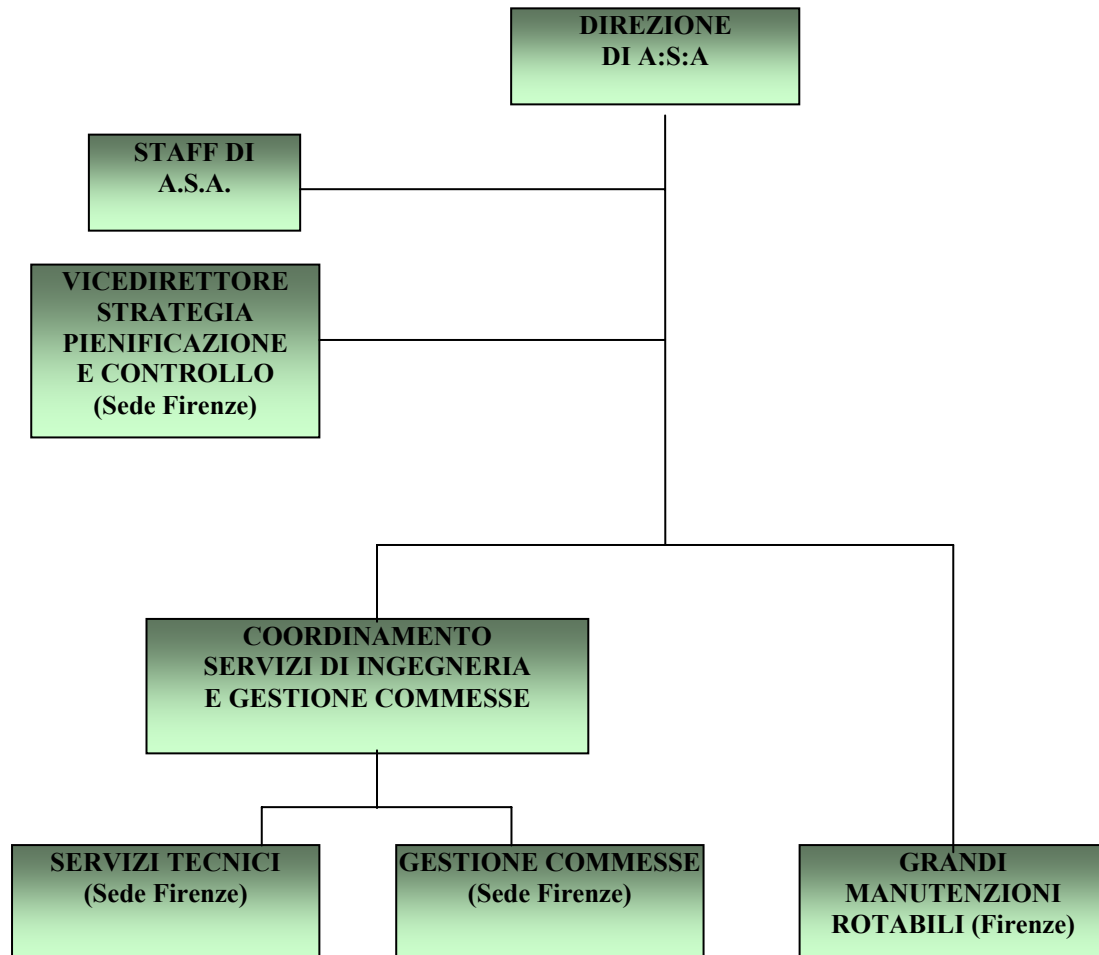 DIREZIONE
DI A:S:A
STAFF DI
A.S.A.
VICEDIRETTORE
STRATEGIA
PIENIFICAZIONE
E CONTROLLO
(Sede Firenze)
COORDINAMENTO
SERVIZI DI INGEGNERIA
E GESTIONE COMMESSE
SERVIZI TECNICI
(Sede Firenze)
GESTIONE COMMESSE
(Sede Firenze)
GRANDI
MANUTENZIONI
ROTABILI (Firenze)